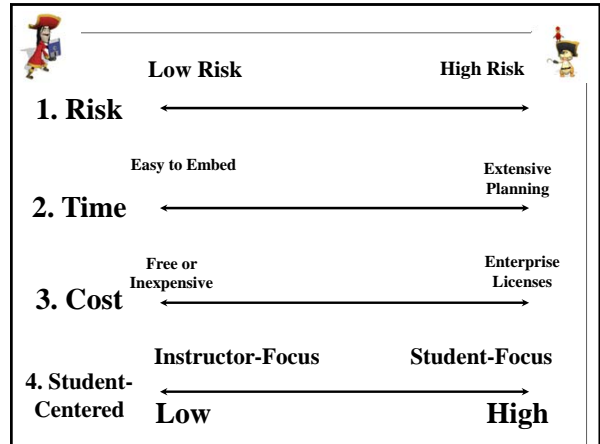 Low Risk High Risk
1. Risk
Easy to Embed Extensive
Planning
2. Time
Free or Enterprise
Inexpensive Licenses
3. Cost
Instructor-Focus Student-Focus
4. Student-
Centered Low High